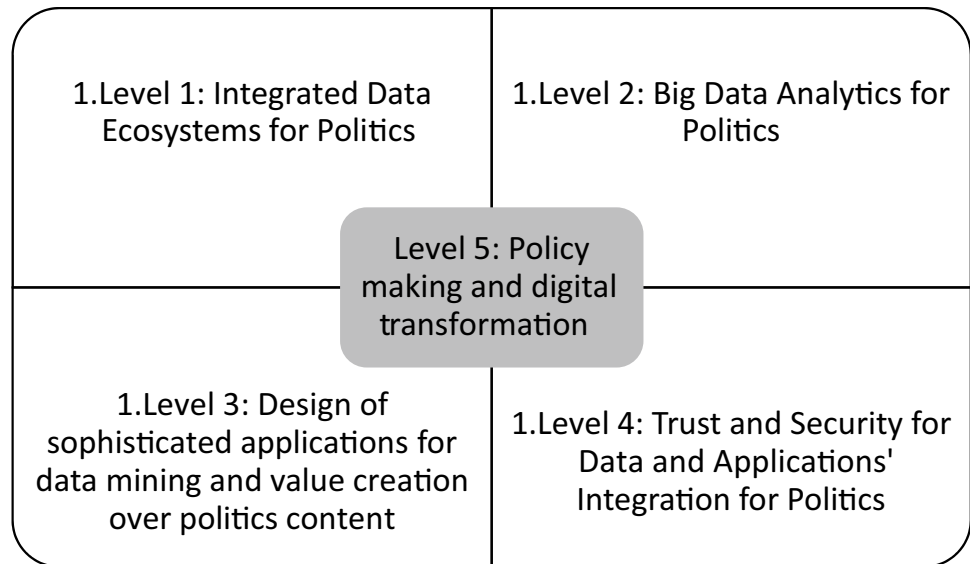 1.Level 1: Integrated Data
Ecosystems for Politics
1.Level 2: Big Data Analytics for
Politics
Level 5: Policy
making and digital
transformation
1.Level 3: Design of
sophisticated applications for
data mining and value creation
over politics content
1.Level 4: Trust and Security for
Data and Applications'
Integration for Politics